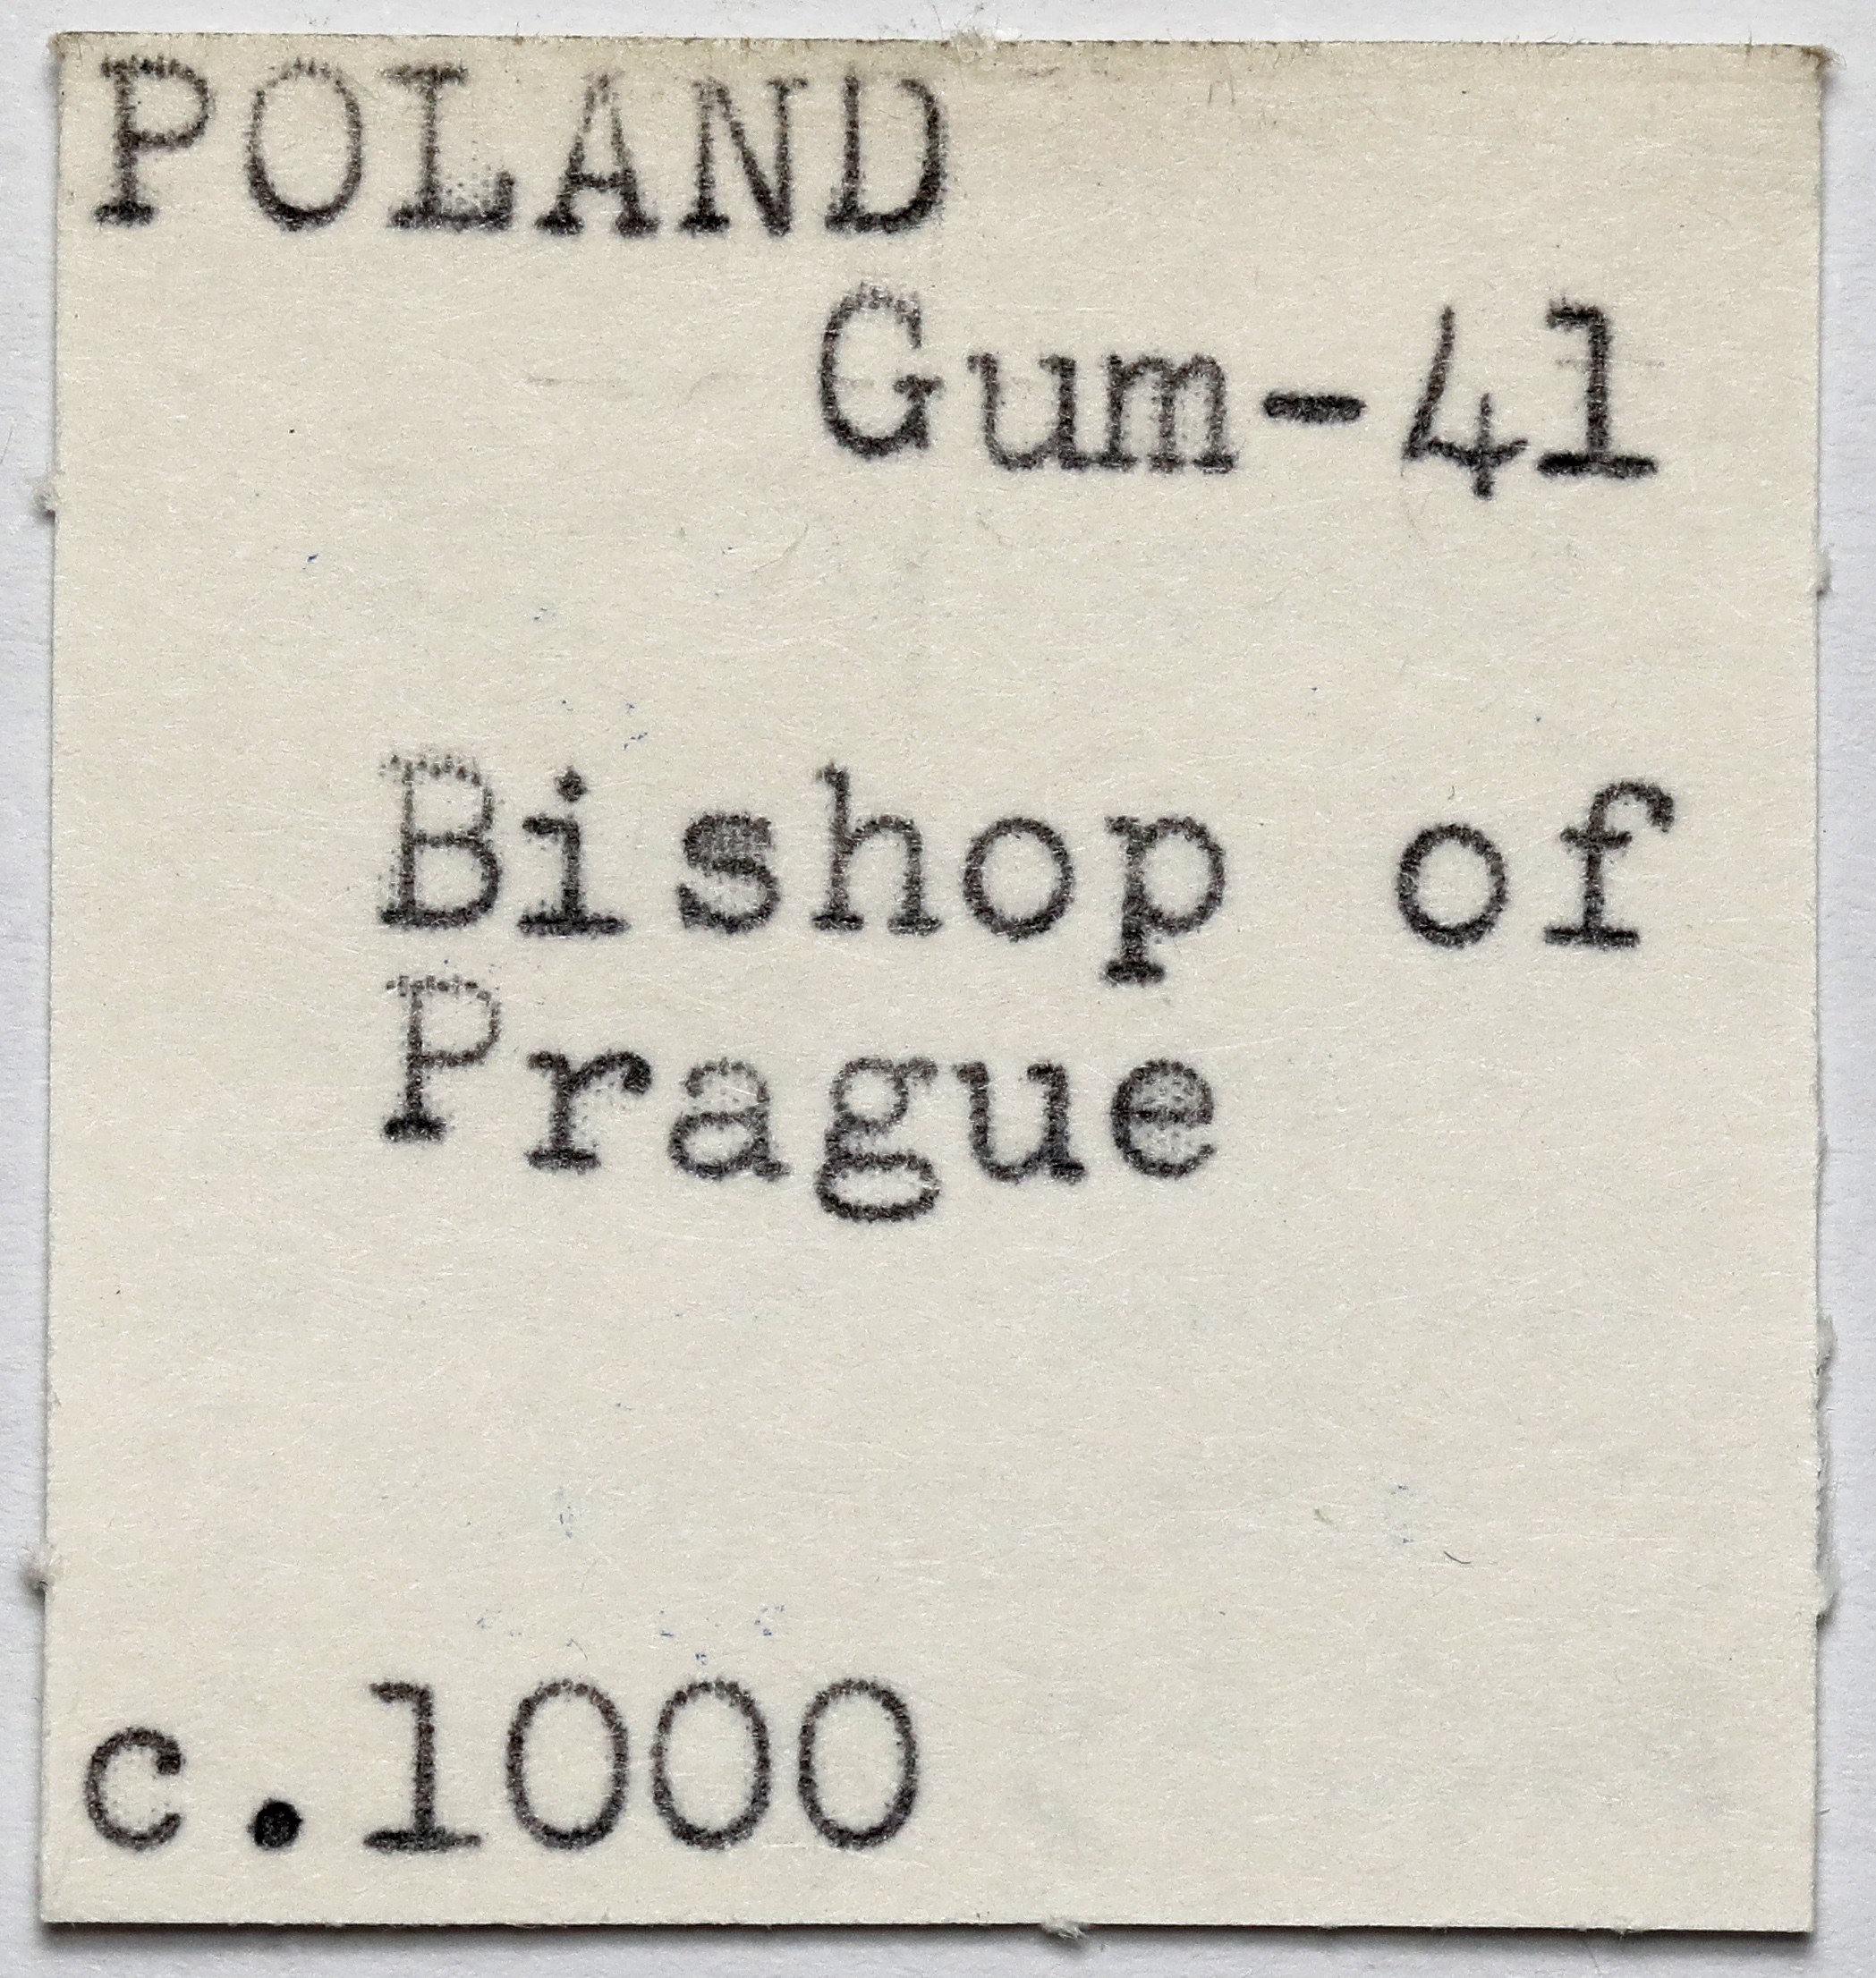 POLAND
Gum-41
Bishop of
Prague
c.1000